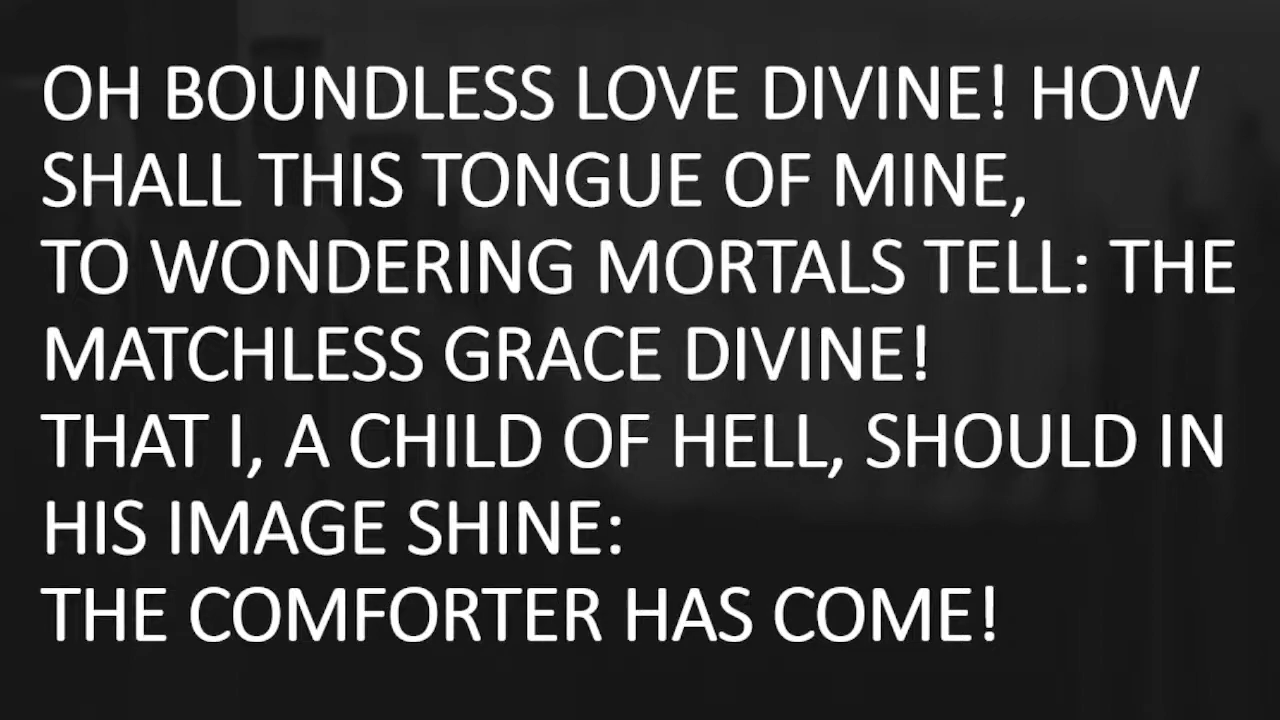 OH BOUNDLESS LOVE DIVINE! HOW
SHALL THIS TONGUE OF MINE,
TO WONDERING MORTALS TELL: THE
MATCHLESS GRACE DIVINE!
THAT I, A CHILD OF HELL, SHOULD IN
HIS IMAGE SHINE:
THE COMFORTER HAS COME!